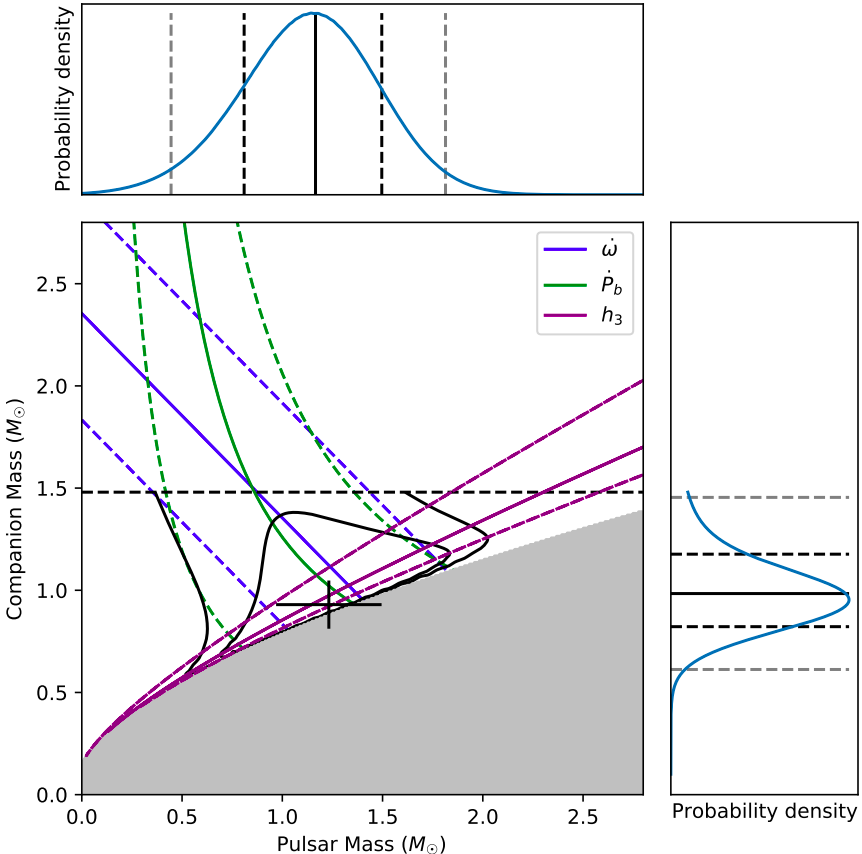 Probability density
ω̇
Ṗ_b
h_3
Companion Mass (M_☉)
2.5
2.0
1.5
1.0
0.5
0.0
0.0 0.5 1.0 1.5 2.0 2.5
Pulsar Mass (M_☉)
Probability density